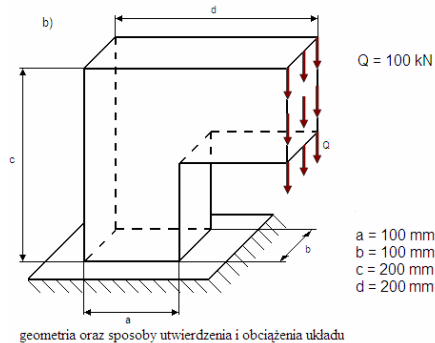 b)
d
Q = 100 kN
c
Q
b
a
a = 100 mm
b = 100 mm
c = 200 mm
d = 200 mm
geometria oraz sposoby utwierdzenia i obciążenia układu